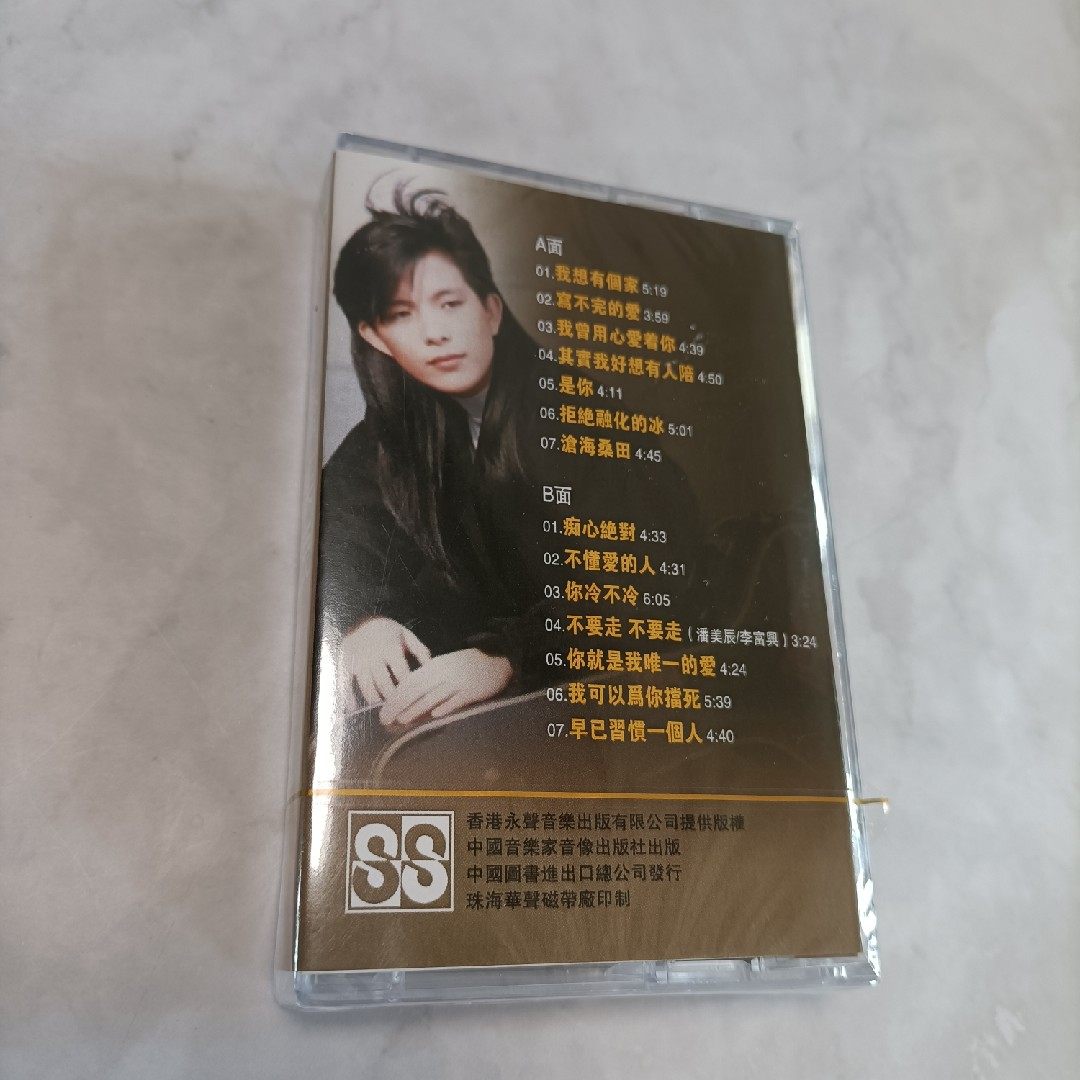 A面
01.我想有個家 5:19
02.寫不完的愛 3:59
03.我曾用心愛着你 4:39
04.其實我好想有人陪 4:50
05.是你 4:11
06.拒絶融化的冰 5:01
07.滄海桑田 4:45
B面
01.痴心絶對 4:33
02.不懂愛的人 4:31
03.你冷不冷 6:05
04.不要走 不要走 (潘美辰/李富興) 3:24
05.你就是我唯一的愛 4:24
06.我可以爲你擋死 5:39
07.早已習慣一個人 4:40
SS
香港永聲音樂出版有限公司提供版權
中國音樂家音像出版社出版
中國圖書進出口總公司發行
珠海華聲磁帶廠印制